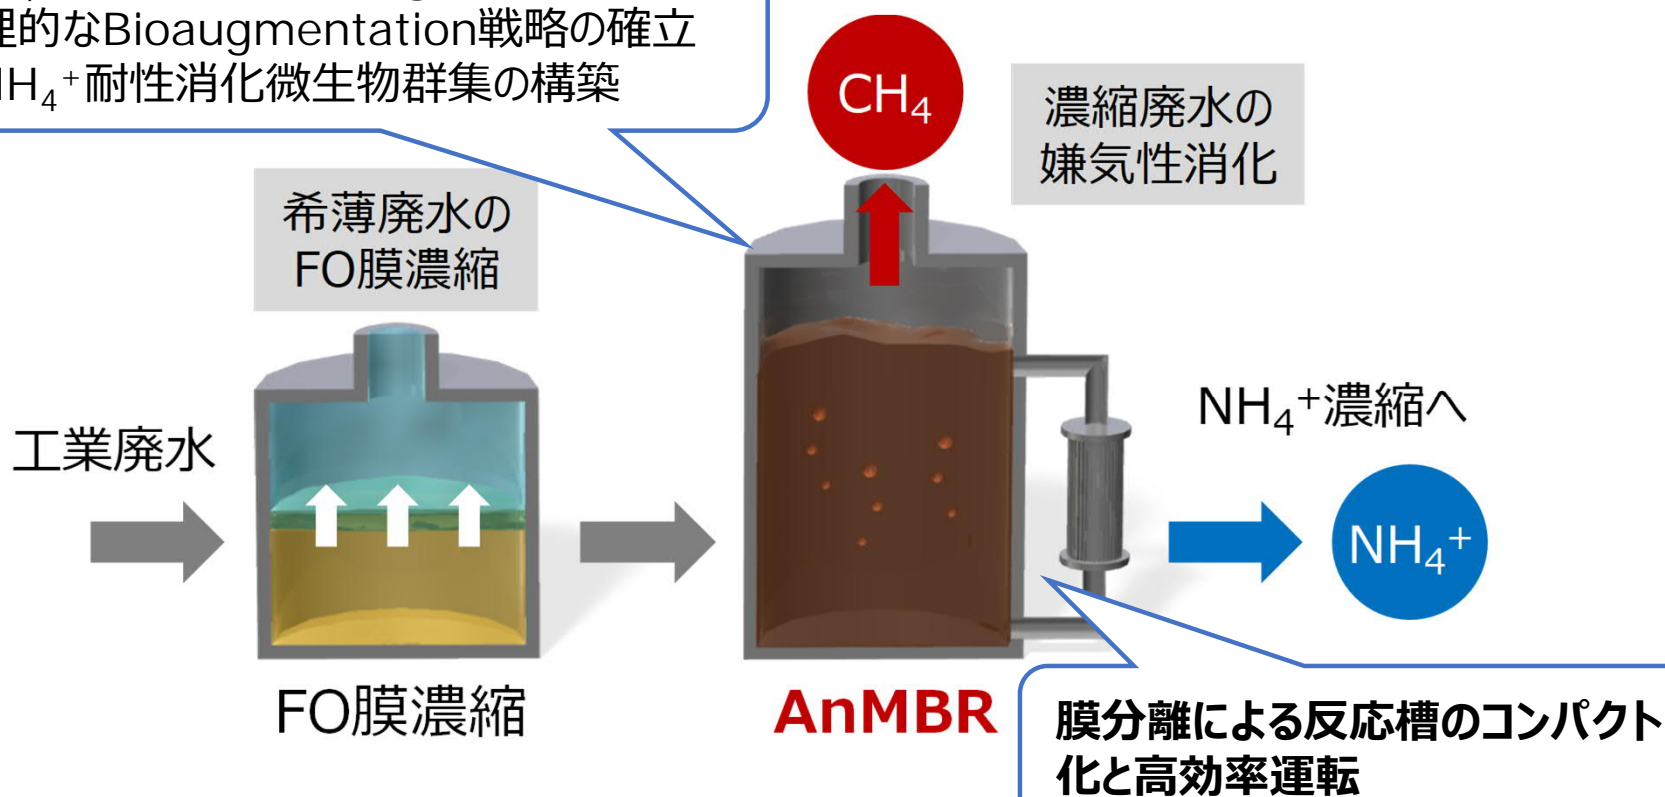 理的なBioaugmentation戦略の確立
NH₄⁺耐性消化微生物群集の構築
CH₄
濃縮廃水の
嫌気性消化
希薄廃水の
FO膜濃縮
工業廃水
NH₄⁺濃縮へ
NH₄⁺
FO膜濃縮
AnMBR
膜分離による反応槽のコンパクト
化と高効率運転